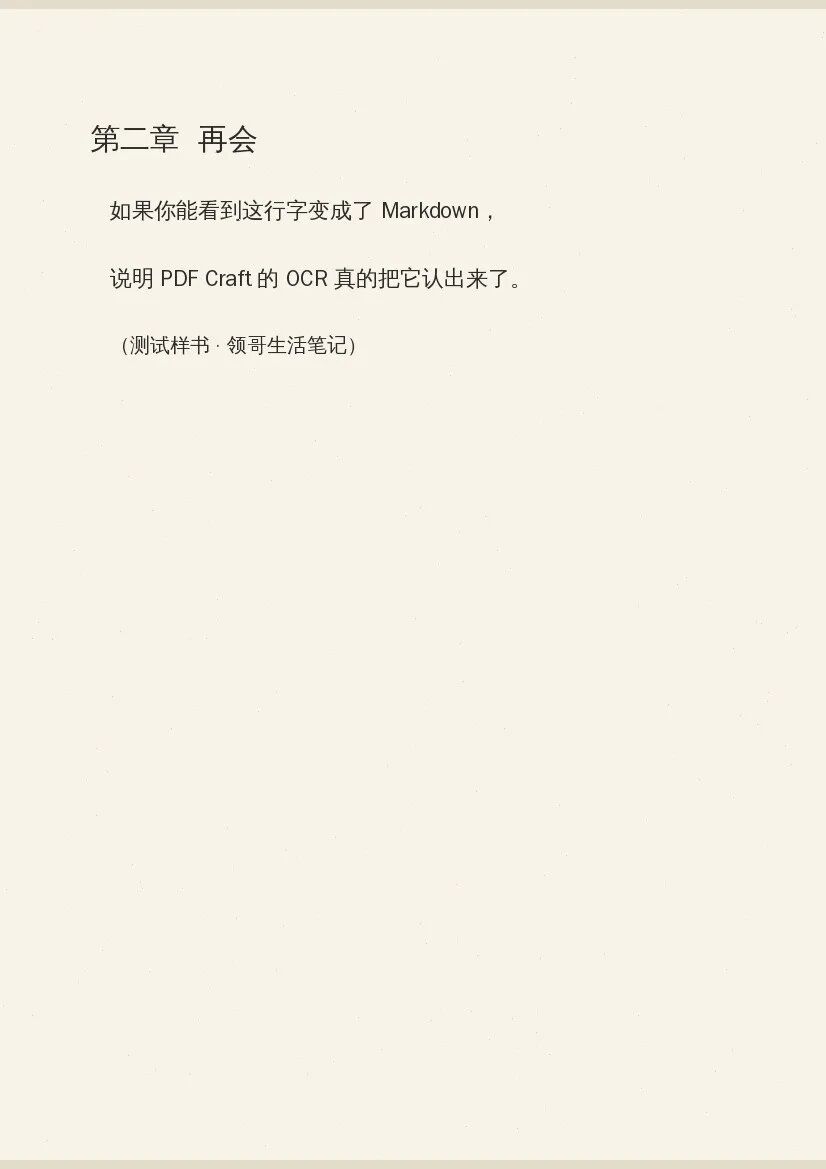 第二章 再会
如果你能看到这行字变成了 Markdown，
说明 PDF Craft 的 OCR 真的把它认出来了。
（测试样书 · 领哥生活笔记）